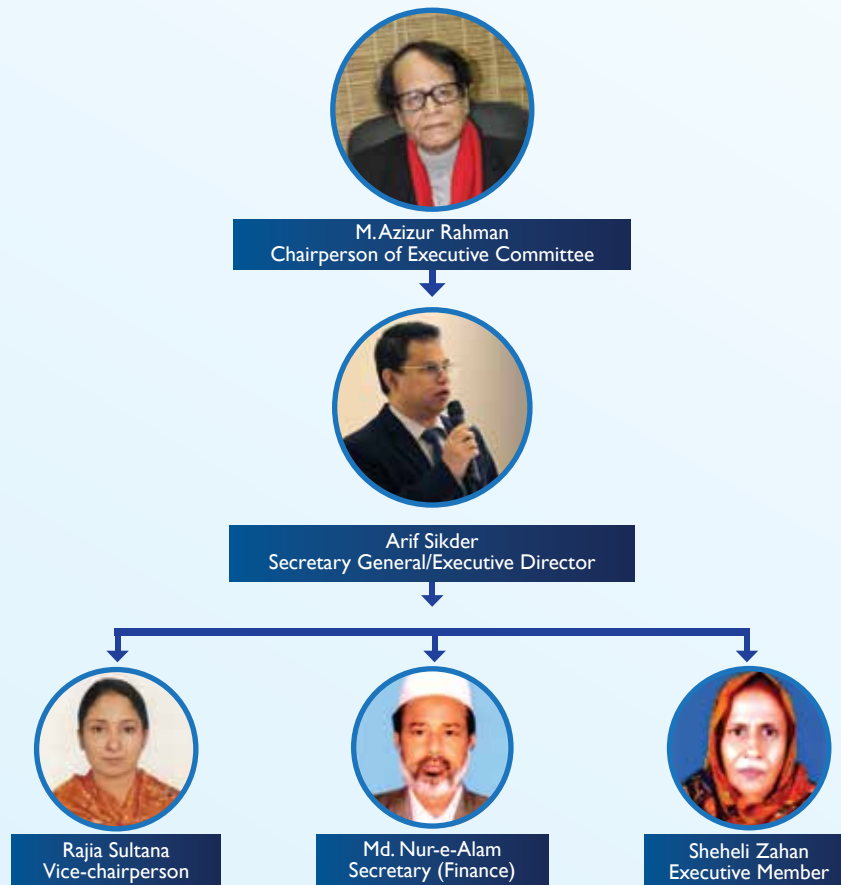 M. Azizur Rahman
Chairperson of Executive Committee
Arif Sikder
Secretary General/Executive Director
Rajia Sultana
Vice-chairperson
Md. Nur-e-Alam
Secretary (Finance)
Sheheli Zahan
Executive Member